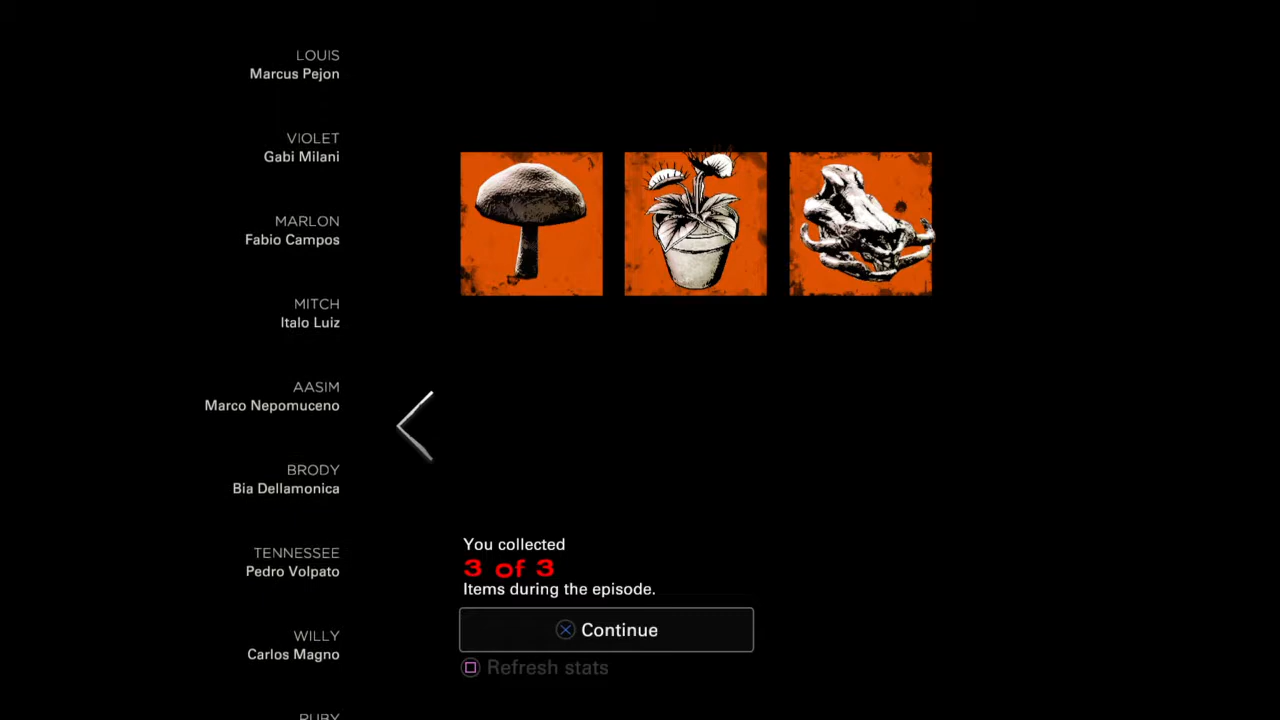 LOUIS
Marcus Pejon
VIOLET
Gabi Milani
MARLON
Fabio Campos
MITCH
Italo Luiz
AASIM
Marco Nepomuceno
BRODY
Bia Dellamonica
TENNESSEE
Pedro Volpato
WILLY
Carlos Magno
RUBY
You collected
3 of 3
Items during the episode.
Continue
Refresh stats